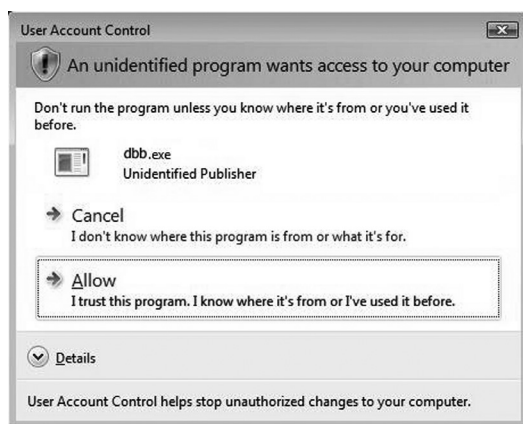 User Account Control
An unidentified program wants access to your computer
Don't run the program unless you know where it's from or you've used it
before.
dbb.exe
Unidentified Publisher
Cancel
I don't know where this program is from or what it's for.
Allow
I trust this program. I know where it's from or I've used it before.
Details
User Account Control helps stop unauthorized changes to your computer.